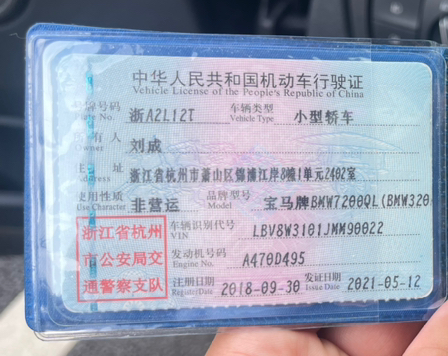 中华人民共和国机动车行驶证
Vehicle License of the People's Republic of China
号牌号码 浙A2L12T 车辆类型 小型轿车
Plate No. Vehicle Type
所有人 刘成
Owner
住址 浙江省杭州市萧山区锦浦江岸8幢1单元2402室
Address
使用性质 非营运 品牌型号 宝马牌BMW7200QL(BMW320
Use Character Model
浙江省杭州
市公安局交
通警察支队
车辆识别代号 LBV8W3101JMM90022
VIN
发动机号码 A470D495
Engine No.
注册日期 2018-09-30 发证日期 2021-05-12
Register Date Issue Date